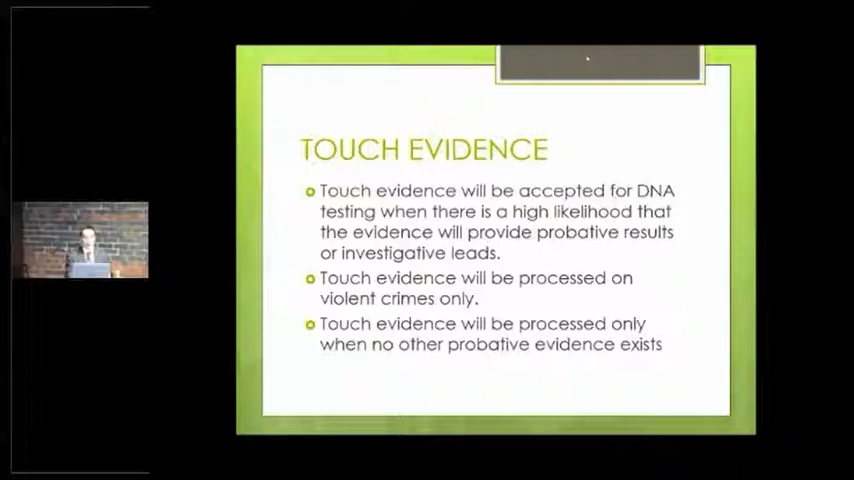 TOUCH EVIDENCE
Touch evidence will be accepted for DNA
testing when there is a high likelihood that
the evidence will provide probative results
or investigative leads.
Touch evidence will be processed on
violent crimes only.
Touch evidence will be processed only
when no other probative evidence exists